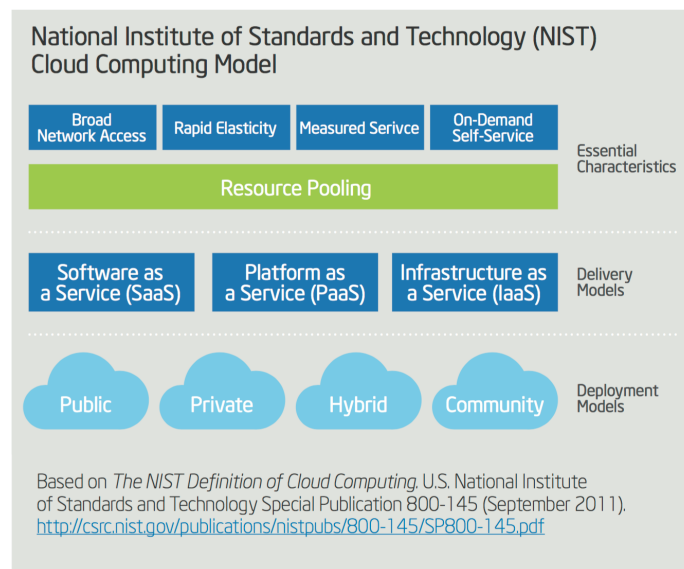 National Institute of Standards and Technology (NIST)
Cloud Computing Model
Broad
Network Access
Rapid Elasticity
Measured Serivce
On-Demand
Self-Service
Essential
Characteristics
Resource Pooling
Software as
a Service (SaaS)
Platform as
a Service (PaaS)
Infrastructure as
a Service (IaaS)
Delivery
Models
Public
Private
Hybrid
Community
Deployment
Models
Based on The NIST Definition of Cloud Computing. U.S. National Institute
of Standards and Technology Special Publication 800-145 (September 2011).
http://csrc.nist.gov/publications/nistpubs/800-145/SP800-145.pdf